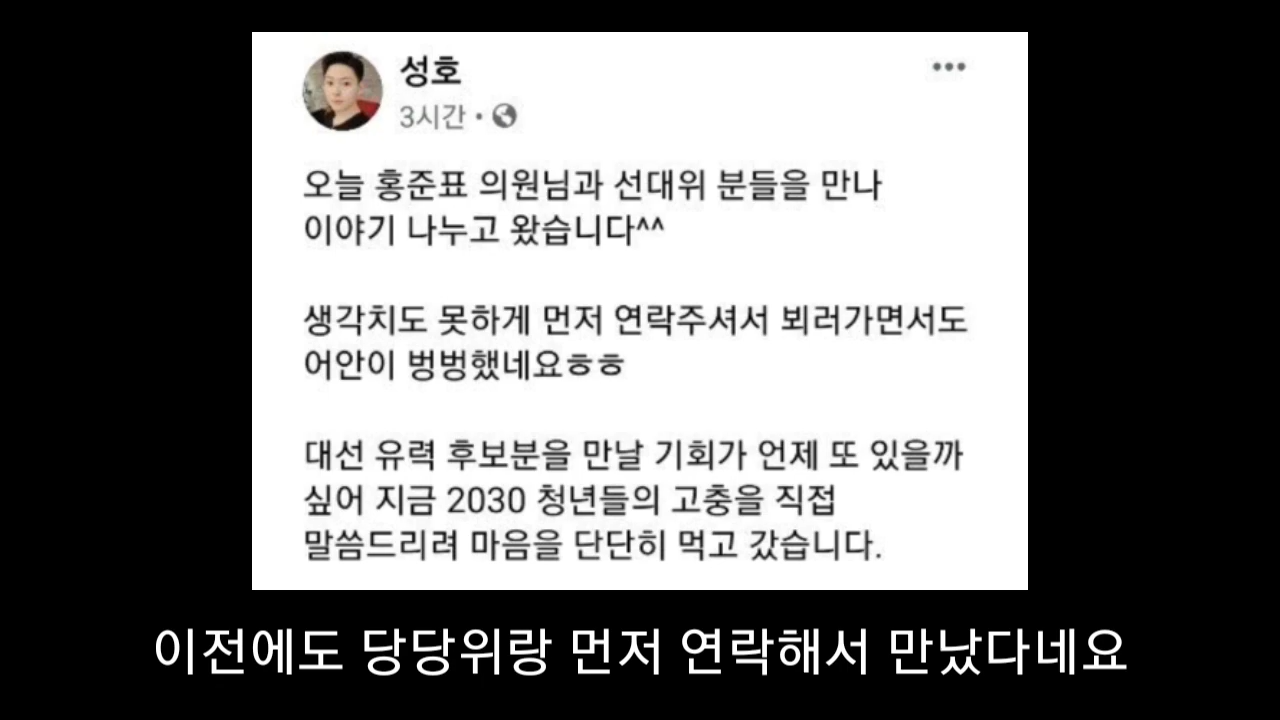 성호
3시간 •
오늘 홍준표 의원님과 선대위 분들을 만나
이야기 나누고 왔습니다^^
생각치도 못하게 먼저 연락주셔서 뵈러가면서도
어안이 벙벙했네요ㅎㅎ
대선 유력 후보분을 만날 기회가 언제 또 있을까
싶어 지금 2030 청년들의 고충을 직접
말씀드리려 마음을 단단히 먹고 갔습니다.
이전에도 당당위랑 먼저 연락해서 만났다네요